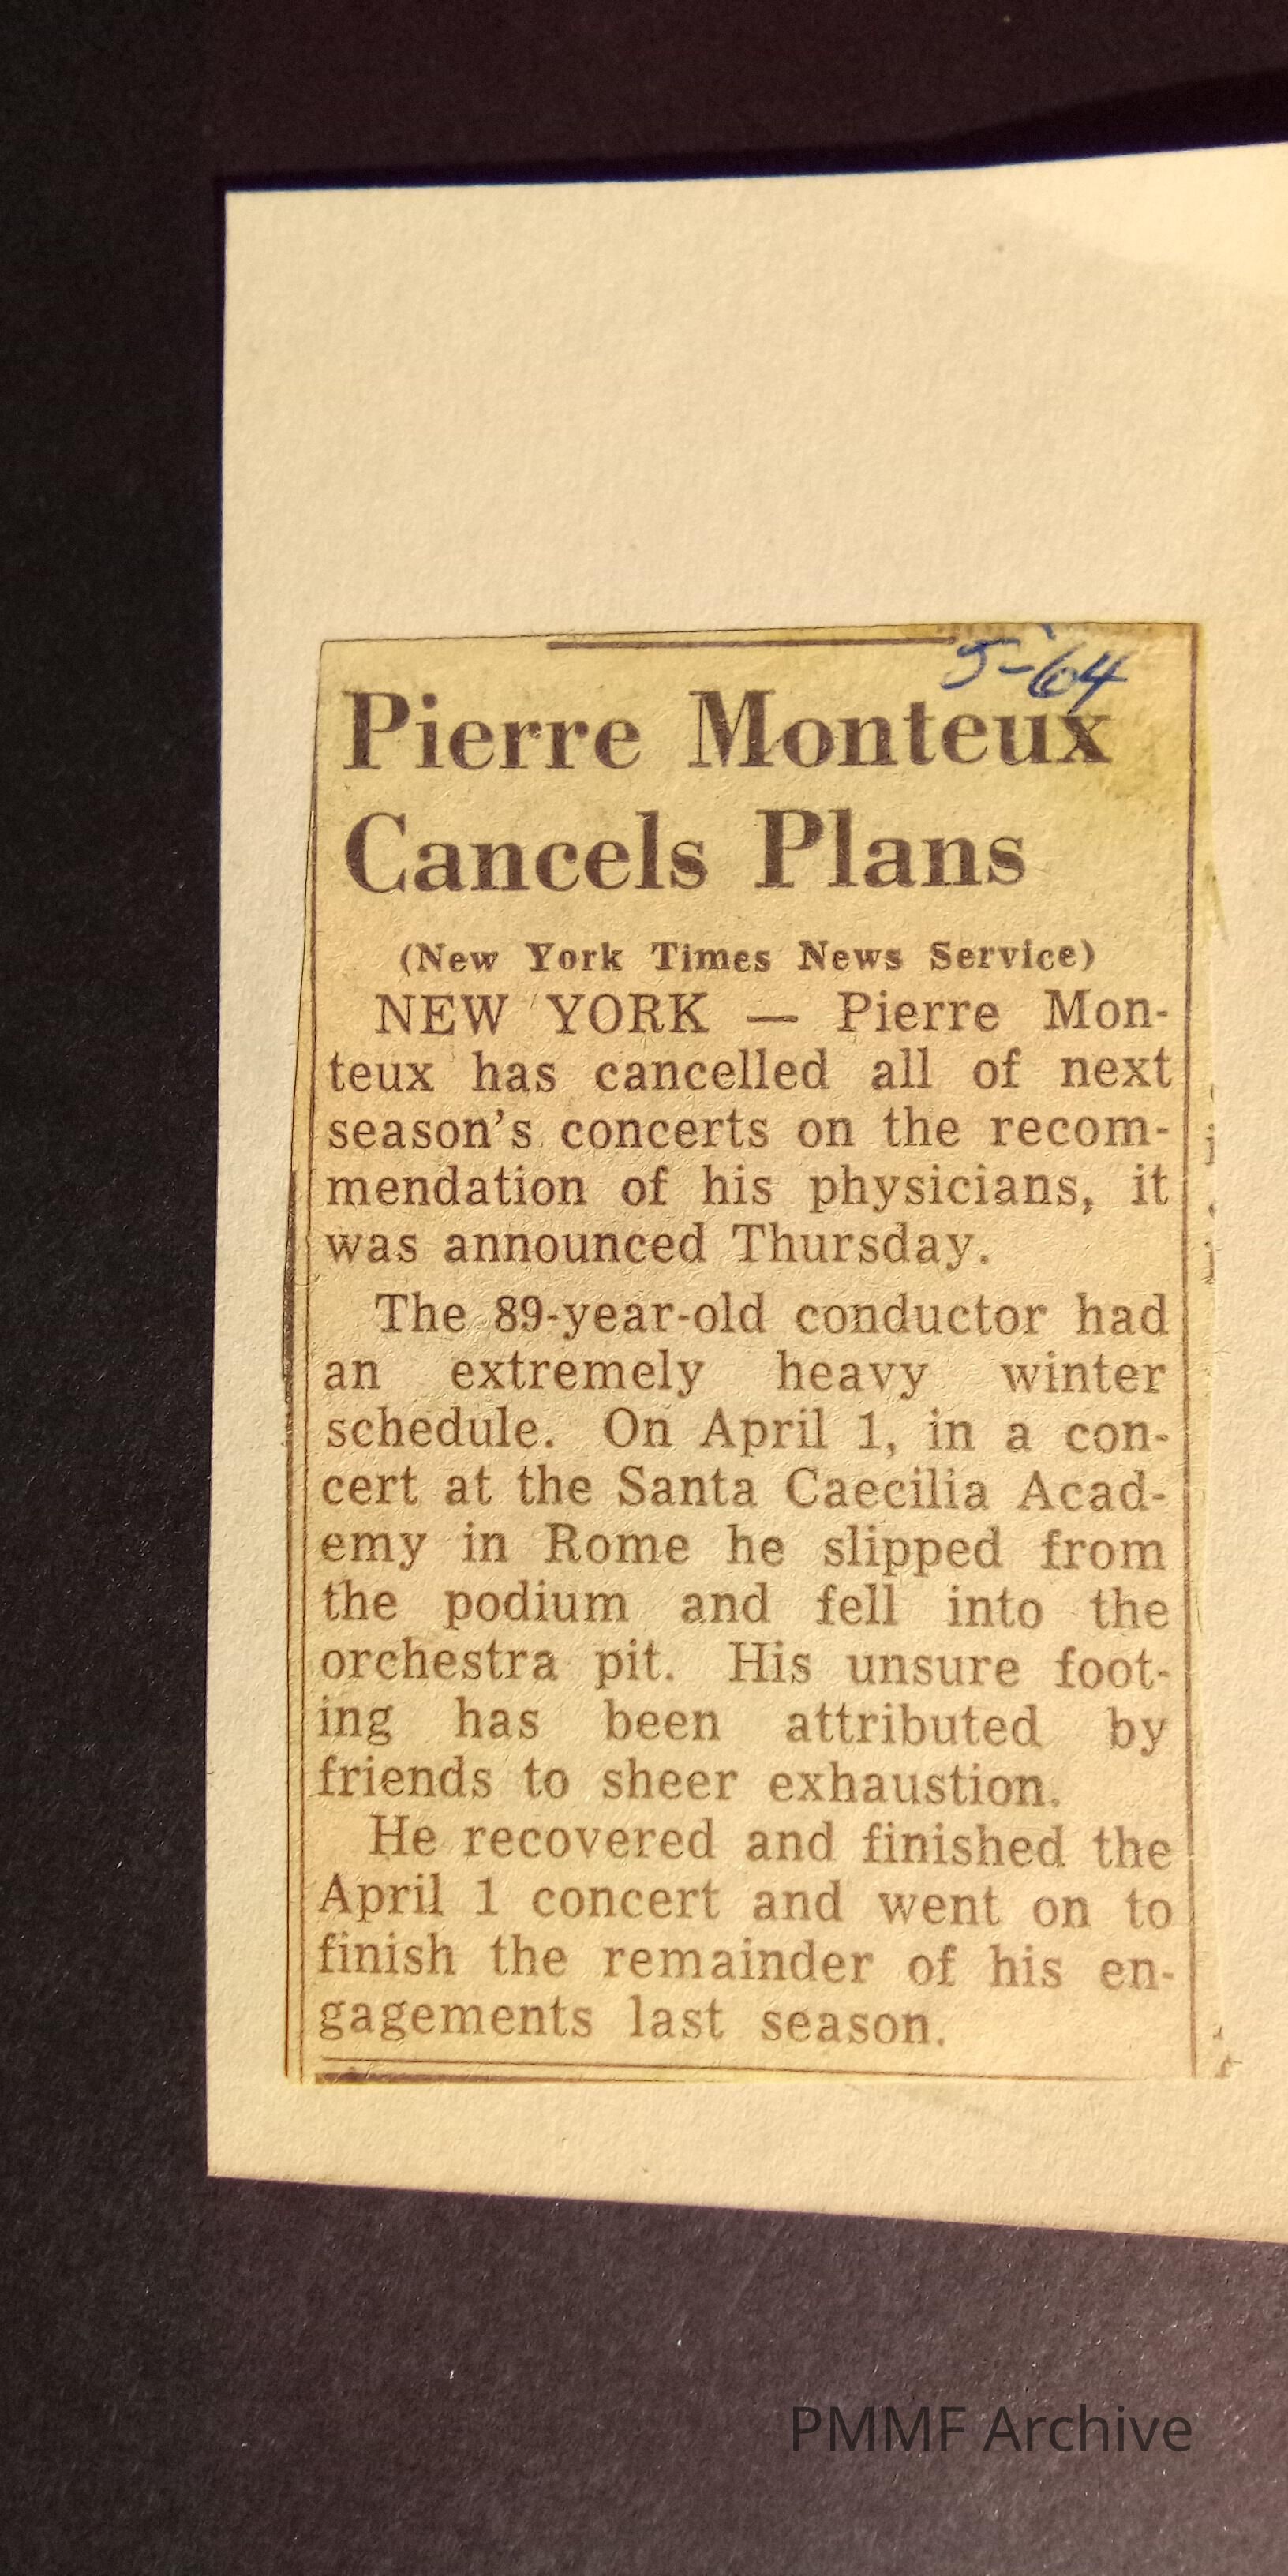 5-'64
Pierre Monteux
Cancels Plans
(New York Times News Service)
NEW YORK — Pierre Mon-
teux has cancelled all of next
season's concerts on the recom-
mendation of his physicians, it
was announced Thursday.
The 89-year-old conductor had
an extremely heavy winter
schedule. On April 1, in a con-
cert at the Santa Caecilia Acad-
emy in Rome he slipped from
the podium and fell into the
orchestra pit. His unsure foot-
ing has been attributed by
friends to sheer exhaustion.
He recovered and finished the
April 1 concert and went on to
finish the remainder of his en-
gagements last season.
PMMF Archive